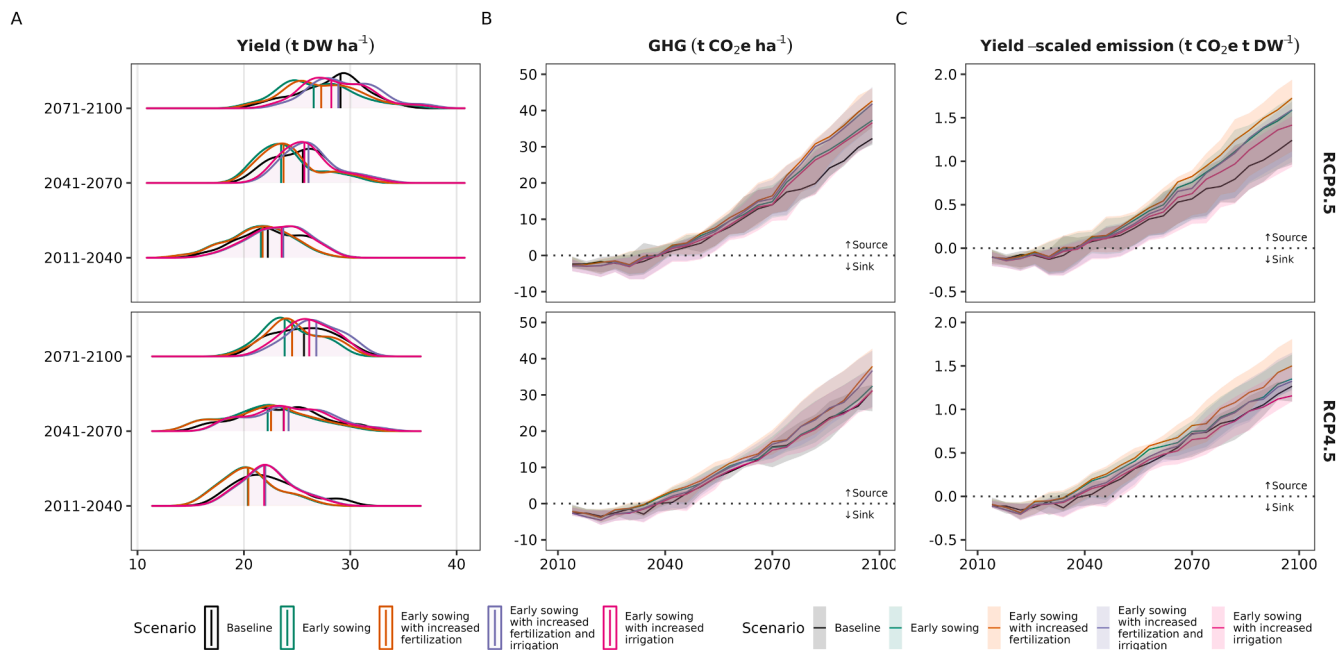 A
B
C
Yield (t DW ha⁻¹)
GHG (t CO₂e ha⁻¹)
Yield –scaled emission (t CO₂e t DW⁻¹)
2071-2100
2041-2070
2011-2040
50
40
30
20
10
0
-10
↑Source
↓Sink
2.0
1.5
1.0
0.5
0.0
-0.5
↑Source
↓Sink
RCP8.5
2071-2100
2041-2070
2011-2040
50
40
30
20
10
0
-10
↑Source
↓Sink
2.0
1.5
1.0
0.5
0.0
-0.5
↑Source
↓Sink
RCP4.5
10 20 30 40
2010 2040 2070 2100
2010 2040 2070 2100
Scenario
Baseline
Early sowing
Early sowing
with increased
fertilization
Early sowing
with increased
fertilization and
irrigation
Early sowing
with increased
irrigation
Scenario
Baseline
Early sowing
Early sowing
with increased
fertilization
Early sowing
with increased
fertilization and
irrigation
Early sowing
with increased
irrigation